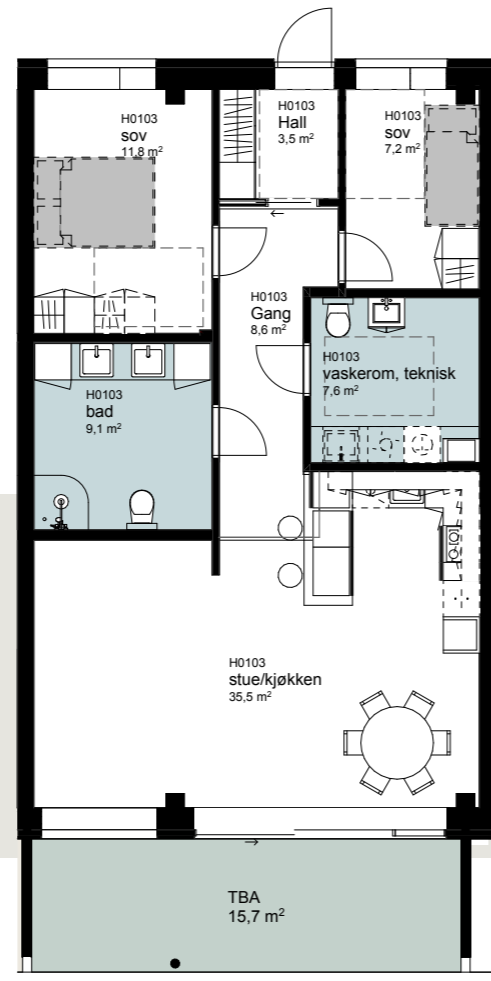 H0103
sov
11,8 m²
H0103
Hall
3,5 m²
H0103
sov
7,2 m²
H0103
Gang
8,6 m²
H0103
vaskerom, teknisk
7,6 m²
H0103
bad
9,1 m²
H0103
stue/kjøkken
35,5 m²
TBA
15,7 m²